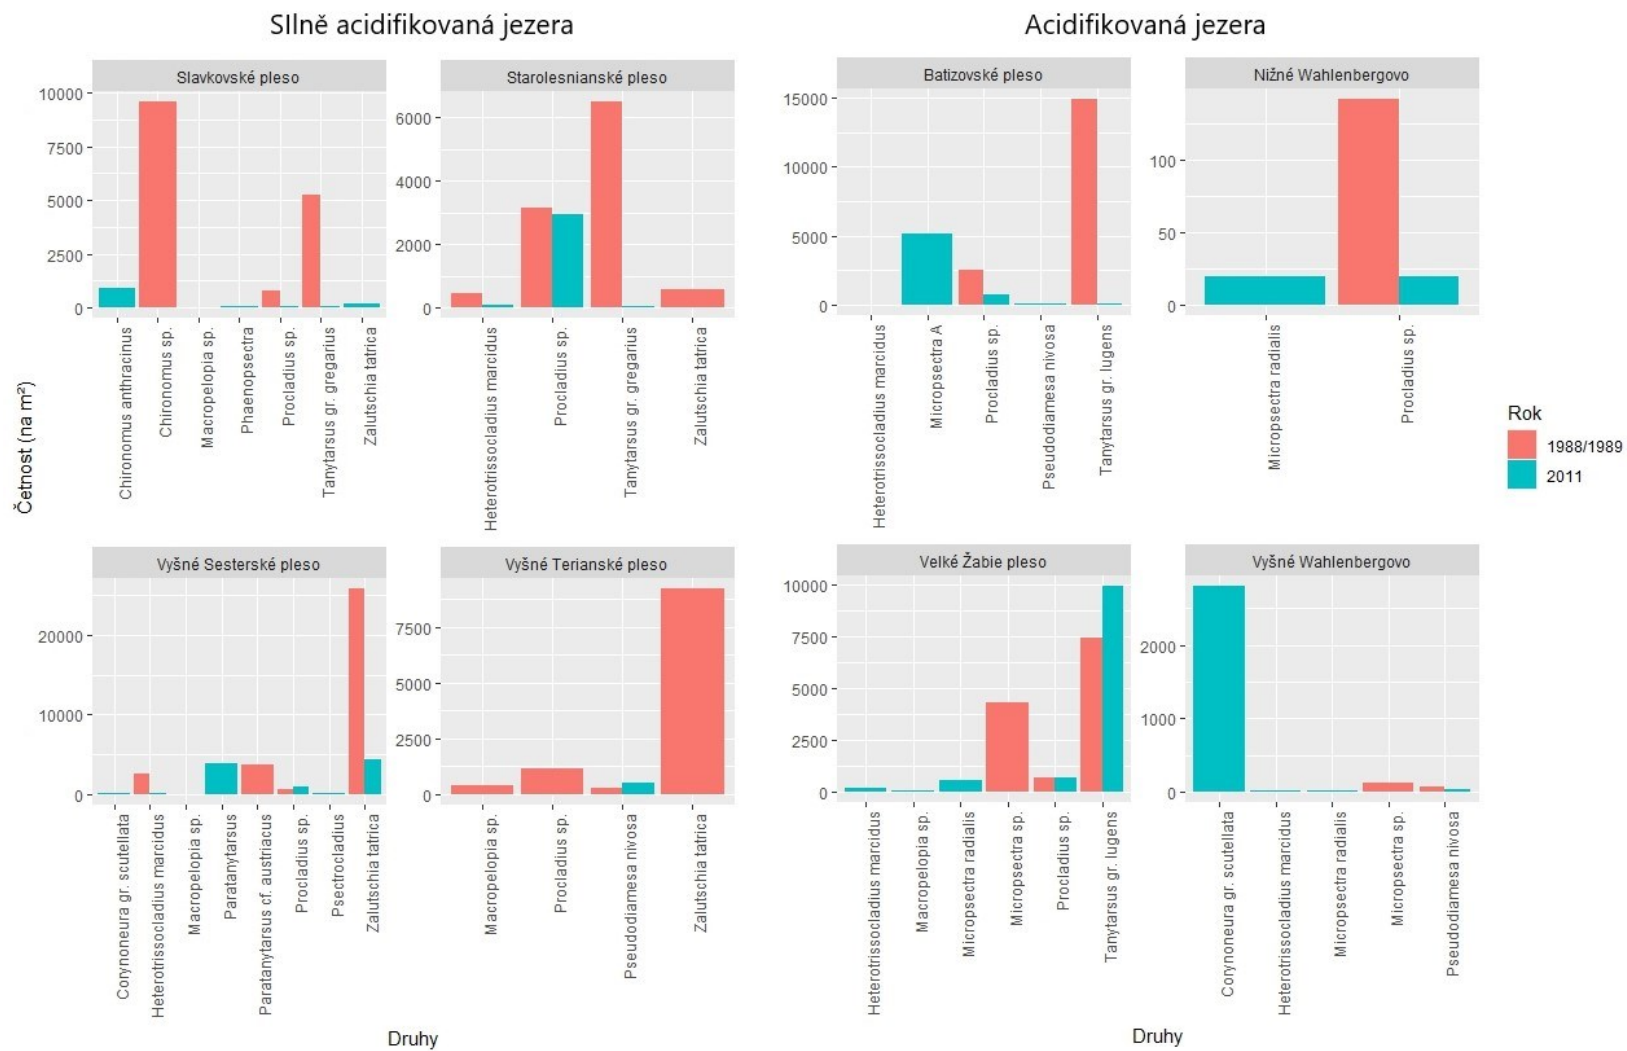 SIlně acidifikovaná jezera
Acidifikovaná jezera
Slavkovské pleso
Starolesnianské pleso
Batizovské pleso
Nižné Wahlenbergovo
10000
7500
5000
2500
0
6000
4000
2000
0
15000
10000
5000
0
100
50
0
Chironomus anthracinus
Chironomus sp.
Macropelopia sp.
Phaenopsectra
Procladius sp.
Tanytarsus gr. gregarius
Zalutschia tatrica
Heterotrissocladius marcidus
Procladius sp.
Tanytarsus gr. gregarius
Zalutschia tatrica
Heterotrissocladius marcidus
Micropsectra A
Procladius sp.
Pseudodiamesa nivosa
Tanytarsus gr. lugens
Micropsectra radialis
Procladius sp.
Četnost (na m²)
Rok
1988/1989
2011
Vyšné Sesterské pleso
Vyšné Terianské pleso
Velké Žabie pleso
Vyšné Wahlenbergovo
20000
10000
0
7500
5000
2500
0
10000
7500
5000
2500
0
2000
1000
0
Corynoneura gr. scutellata
Heterotrissocladius marcidus
Macropelopia sp.
Paratanytarsus
Paratanytarsus cf. austriacus
Procladius sp.
Psectrocladius
Zalutschia tatrica
Macropelopia sp.
Procladius sp.
Pseudodiamesa nivosa
Zalutschia tatrica
Heterotrissocladius marcidus
Macropelopia sp.
Micropsectra radialis
Micropsectra sp.
Procladius sp.
Tanytarsus gr. lugens
Corynoneura gr. scutellata
Heterotrissocladius marcidus
Micropsectra radialis
Micropsectra sp.
Pseudodiamesa nivosa
Druhy
Druhy